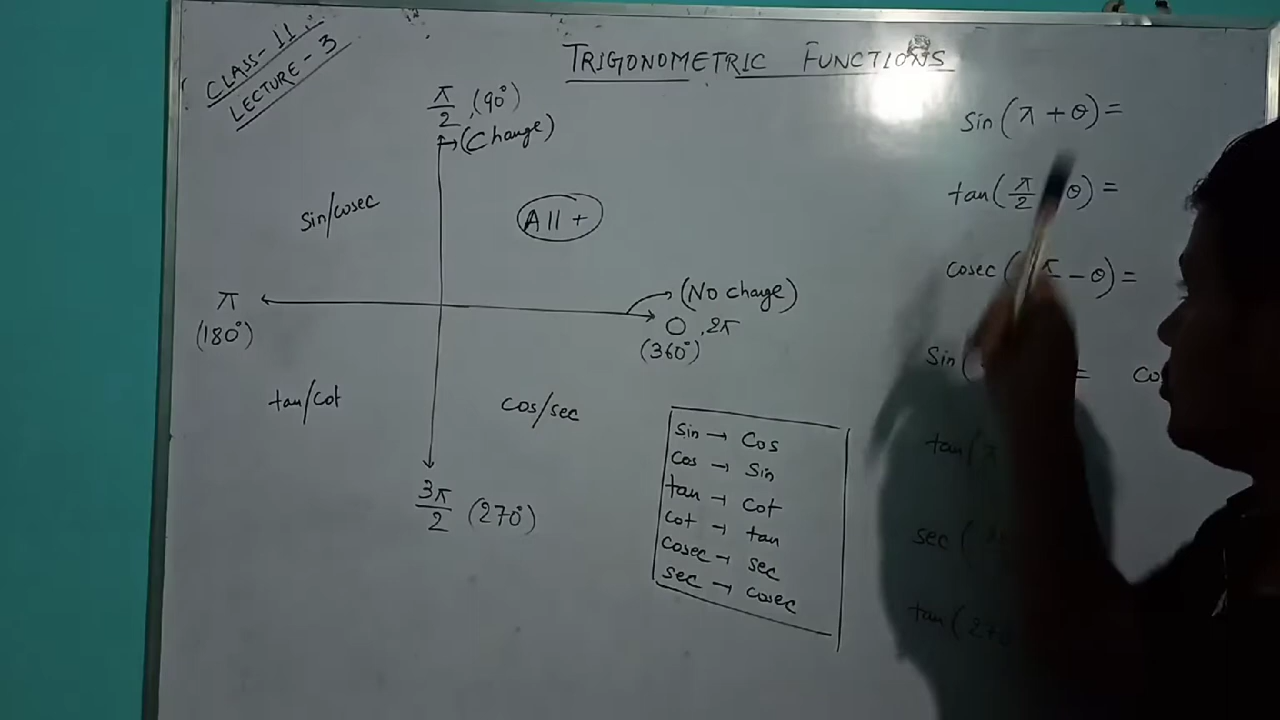 CLASS-11
LECTURE-3
TRIGONOMETRIC FUNCTIONS
π/2, (90°)
(Change)
sin/cosec
All +
π
(180°)
(No change)
0, 2π
(360°)
tan/cot
cos/sec
3π/2 (270°)
sin → cos
cos → sin
tan → cot
cot → tan
cosec → sec
sec → cosec
sin(π + θ) =
tan(π/2 θ) =
cosec( π - θ) =
sin( =
tan(π
sec (
tan(2π